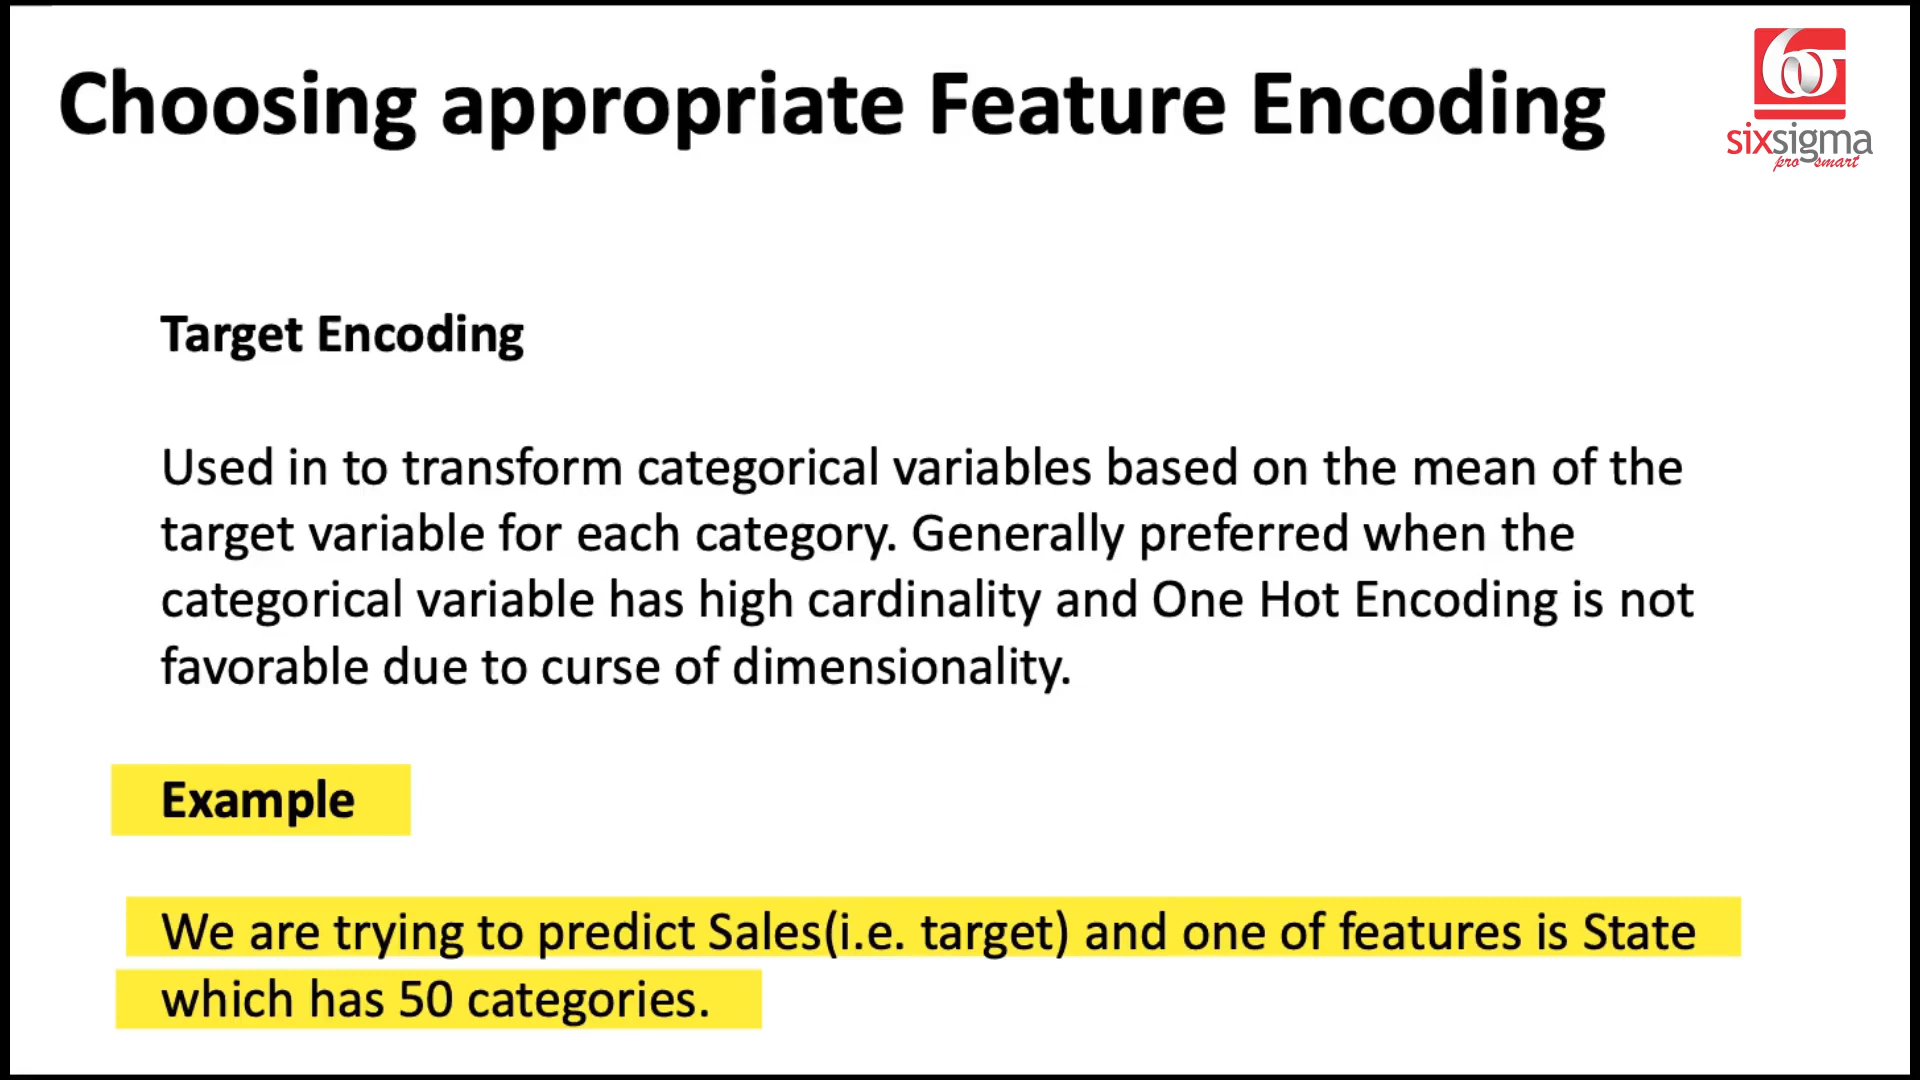 Choosing appropriate Feature Encoding
sixsigma
pro smart
Target Encoding
Used in to transform categorical variables based on the mean of the
target variable for each category. Generally preferred when the
categorical variable has high cardinality and One Hot Encoding is not
favorable due to curse of dimensionality.
Example
We are trying to predict Sales(i.e. target) and one of features is State
which has 50 categories.